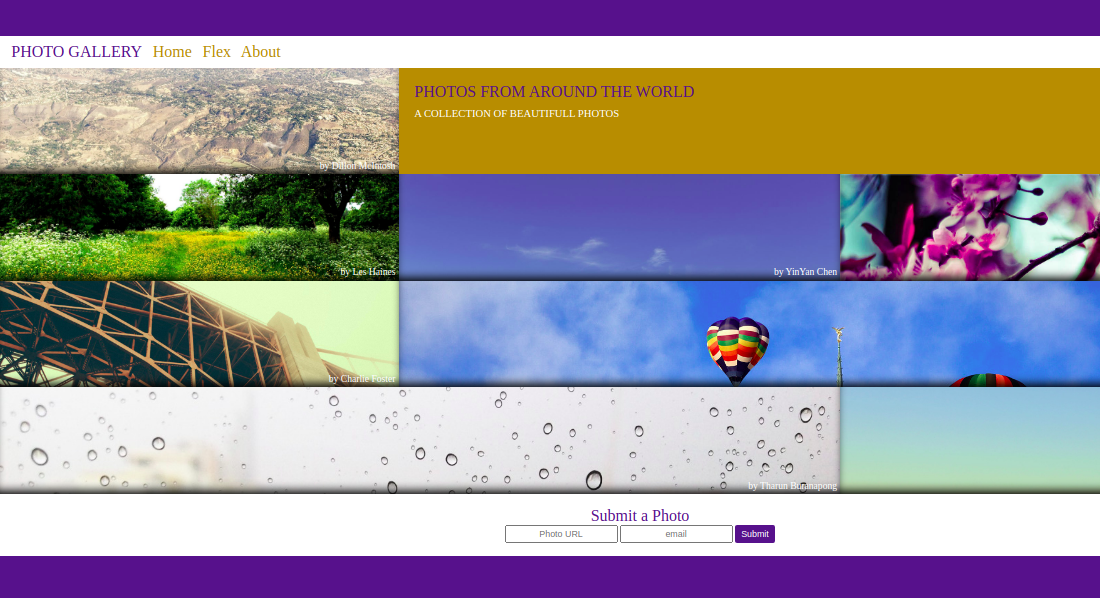 PHOTO GALLERY Home Flex About
PHOTOS FROM AROUND THE WORLD
A COLLECTION OF BEAUTIFULL PHOTOS
by Dillon McIntosh
by Les Haines
by YinYan Chen
by Charlie Foster
by Tharun Buranapong
Submit a Photo
Photo URL email Submit